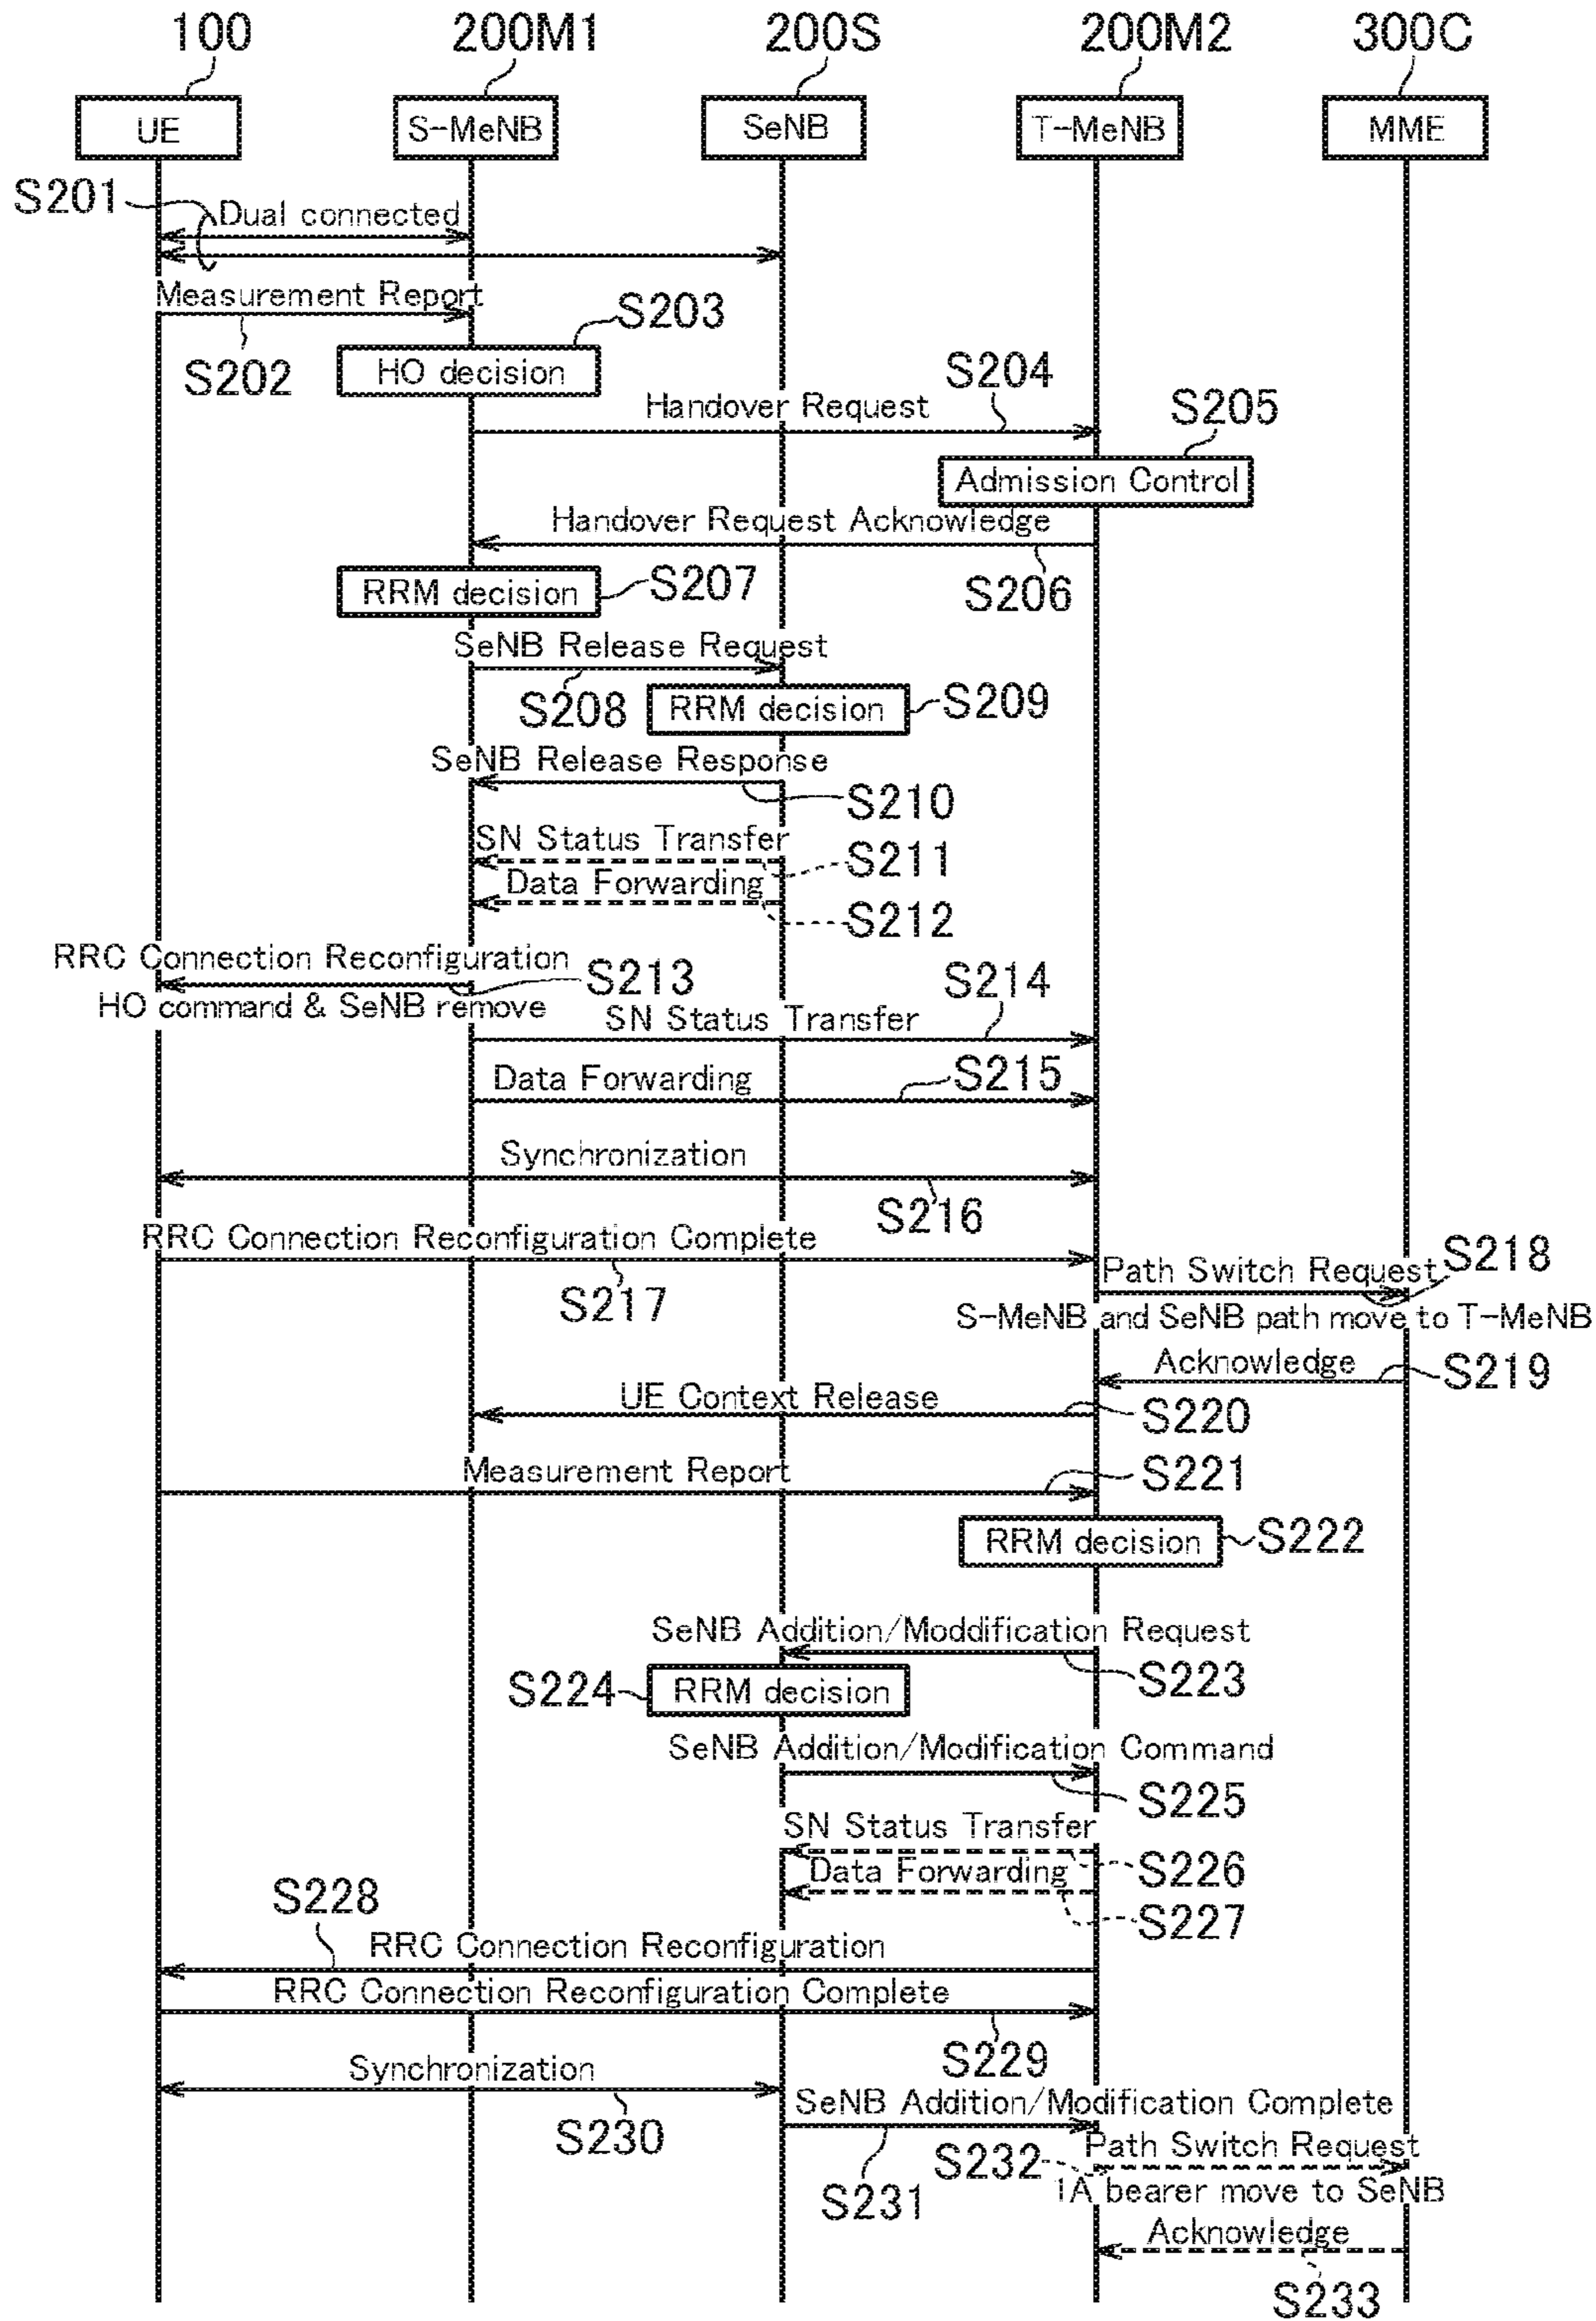 100 200M1 200S 200M2 300C
UE S-MeNB SeNB T-MeNB MME
S201
Dual connected
Measurement Report
S202
S203
HO decision
S204
Handover Request
S205
Admission Control
Handover Request Acknowledge
S206
RRM decision
S207
SeNB Release Request
S208
RRM decision
S209
SeNB Release Response
S210
SN Status Transfer
S211
Data Forwarding
S212
RRC Connection Reconfiguration
S213
HO command & SeNB remove
S214
SN Status Transfer
Data Forwarding
S215
Synchronization
S216
RRC Connection Reconfiguration Complete
S217
Path Switch Request
S218
S-MeNB and SeNB path move to T-MeNB
Acknowledge
S219
UE Context Release
S220
Measurement Report
S221
RRM decision
S222
SeNB Addition/Moddification Request
S223
S224
RRM decision
SeNB Addition/Modification Command
S225
SN Status Transfer
S226
Data Forwarding
S227
S228
RRC Connection Reconfiguration
RRC Connection Reconfiguration Complete
S229
Synchronization
S230
SeNB Addition/Modification Complete
S231
S232
Path Switch Request
1A bearer move to SeNB
Acknowledge
S233